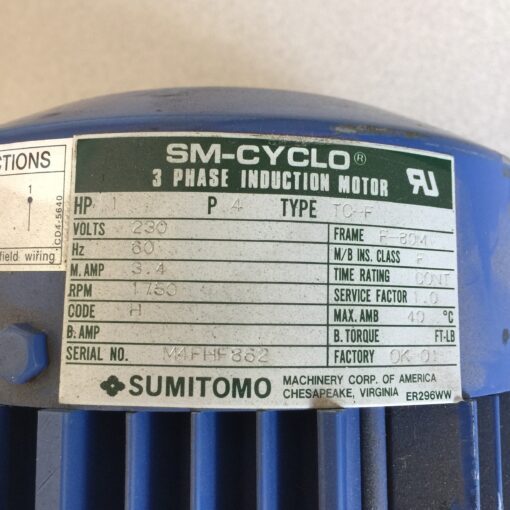 CTIONS
1
CD4-5640
field wiring
SM-CYCLO®
3 PHASE INDUCTION MOTOR
HP 1 P 4 TYPE TC-F
VOLTS 230
Hz 60
M. AMP 3.4
RPM 1750
CODE H
B. AMP
SERIAL NO. M4FHF862
FRAME F-80M
M/B INS. CLASS F
TIME RATING CONT
SERVICE FACTOR 1.0
MAX. AMB 40 °C
B. TORQUE FT-LB
FACTORY OK-01
SUMITOMO MACHINERY CORP. OF AMERICA
CHESAPEAKE, VIRGINIA ER296WW